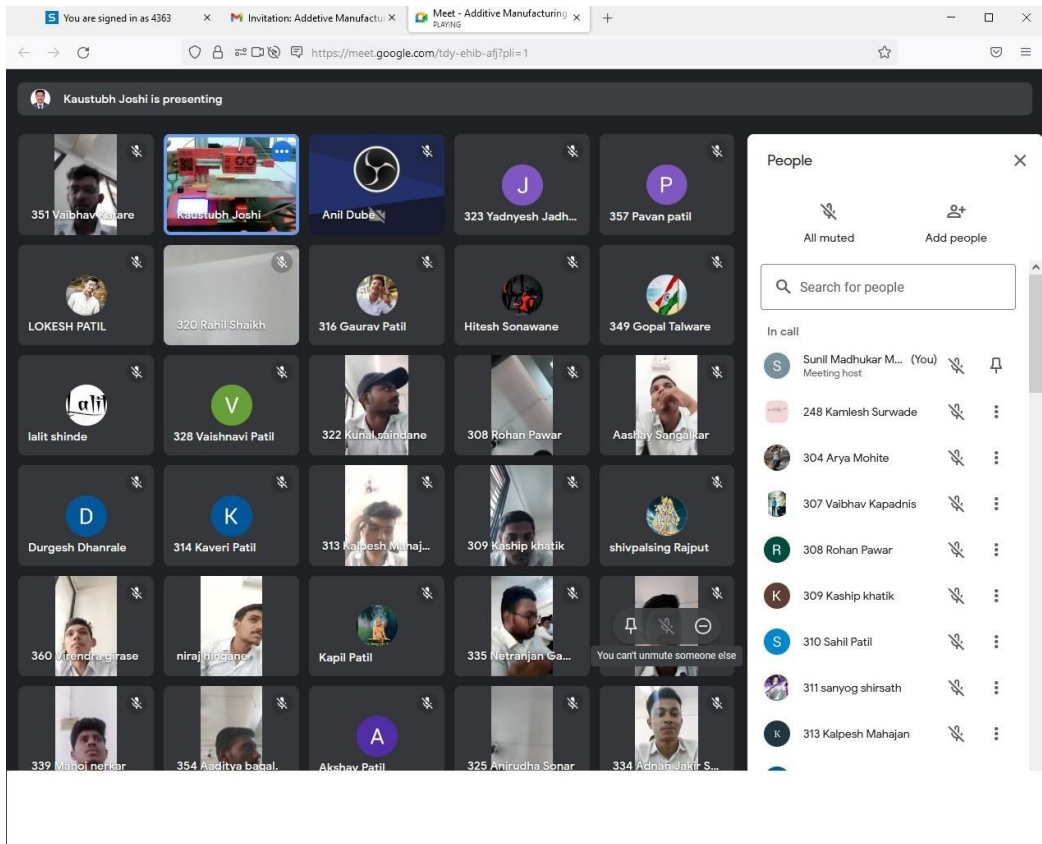 You are signed in as 4363
Invitation: Addetive Manufactu
Meet - Additive Manufacturing
PLAYING
https://meet.google.com/tdy-ehib-afj?pli=1
Kaustubh Joshi is presenting
351 Vaibhav Katare
Kaustubh Joshi
Anil Dube
J
323 Yadnyesh Jadh...
P
357 Pavan patil
LOKESH PATIL
320 Rahil Shaikh
316 Gaurav Patil
Hitesh Sonawane
349 Gopal Talware
lalit
lalit shinde
V
328 Vaishnavi Patil
322 Kunal saindane
308 Rohan Pawar
Aashay Sangalkar
D
Durgesh Dhanrale
K
314 Kaveri Patil
313 Kalpesh Mahaj...
309 Kaship khatik
shivpalsing Rajput
360 Virendra girase
niraj hingane
Kapil Patil
335 Netranjan Ga...
You can't unmute someone else
339 Manoj nerkar
354 Aaditya bagal.
A
Akshay Patil
325 Anirudha Sonar
334 Adnan Jakir S...
People
All muted
Add people
Search for people
In call
S
Sunil Madhukar M... (You)
Meeting host
248 Kamlesh Surwade
304 Arya Mohite
307 Vaibhav Kapadnis
R
308 Rohan Pawar
K
309 Kaship khatik
S
310 Sahil Patil
311 sanyog shirsath
K
313 Kalpesh Mahajan